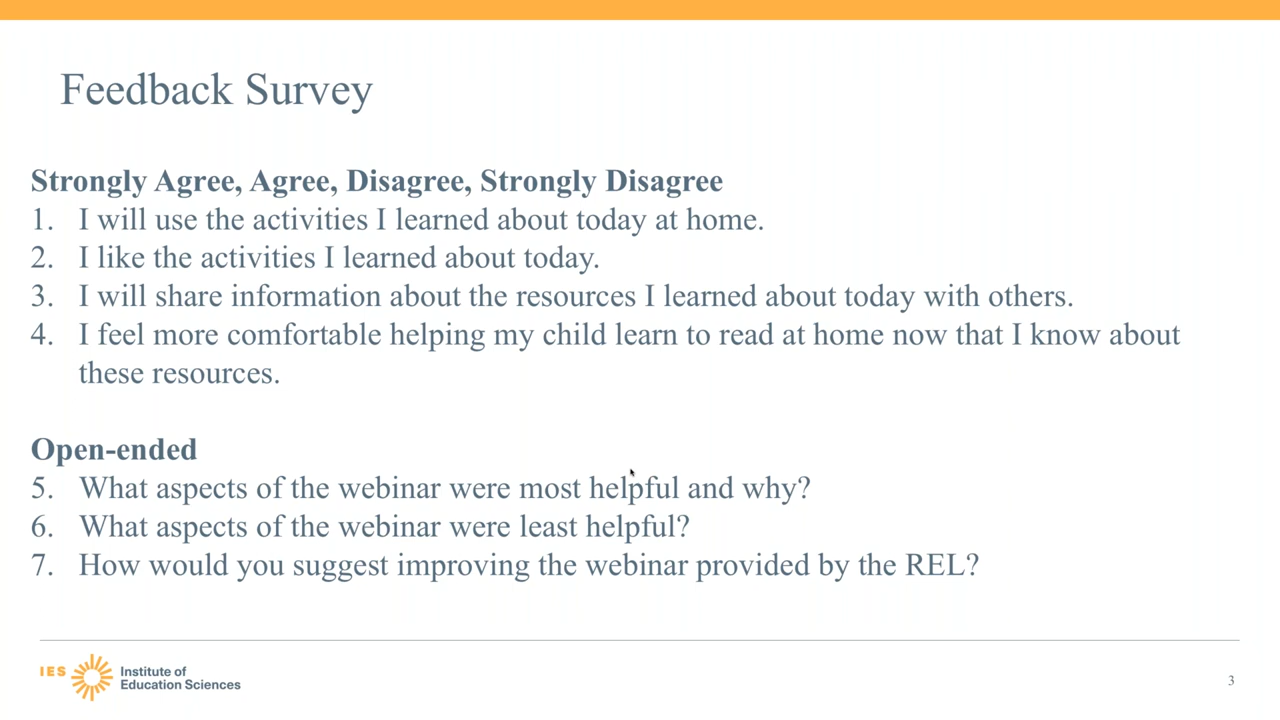 Feedback Survey
Strongly Agree, Agree, Disagree, Strongly Disagree
1. I will use the activities I learned about today at home.
2. I like the activities I learned about today.
3. I will share information about the resources I learned about today with others.
4. I feel more comfortable helping my child learn to read at home now that I know about
these resources.
Open-ended
5. What aspects of the webinar were most helpful and why?
6. What aspects of the webinar were least helpful?
7. How would you suggest improving the webinar provided by the REL?
IES Institute of
Education Sciences
3